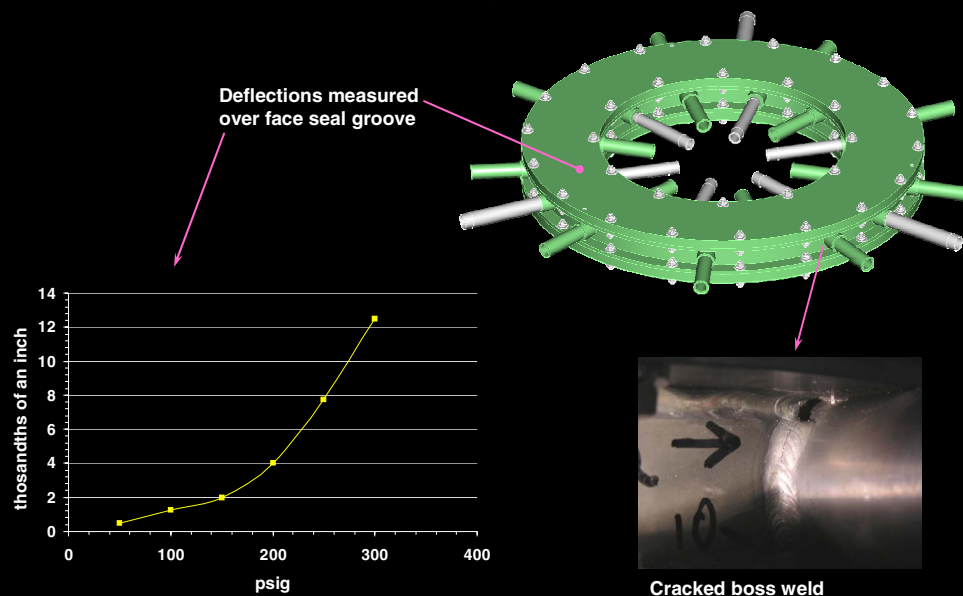 Deflections measured
over face seal groove
14
12
10
8
6
4
2
0
thosandths of an inch
0 100 200 300 400
psig
10
Cracked boss weld